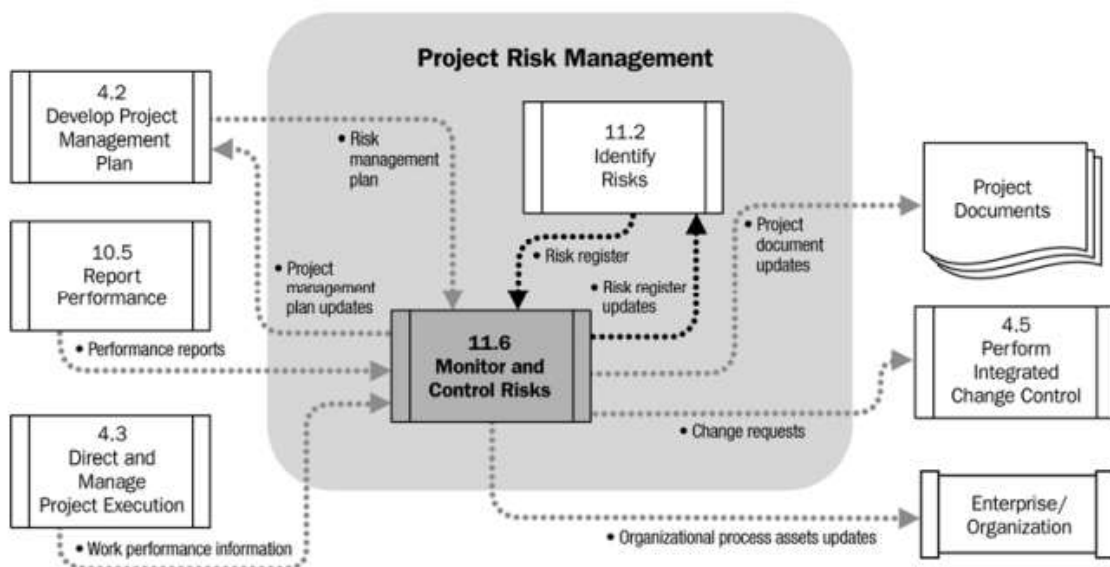 Project Risk Management
4.2
Develop Project
Management
Plan
• Risk
management
plan
11.2
Identify
Risks
Project
Documents
10.5
Report
Performance
• Project
management
plan updates
• Risk register
• Risk register
updates
• Project
document
updates
• Performance reports
11.6
Monitor and
Control Risks
4.5
Perform
Integrated
Change Control
4.3
Direct and
Manage
Project Execution
• Change requests
• Work performance information
• Organizational process assets updates
Enterprise/
Organization